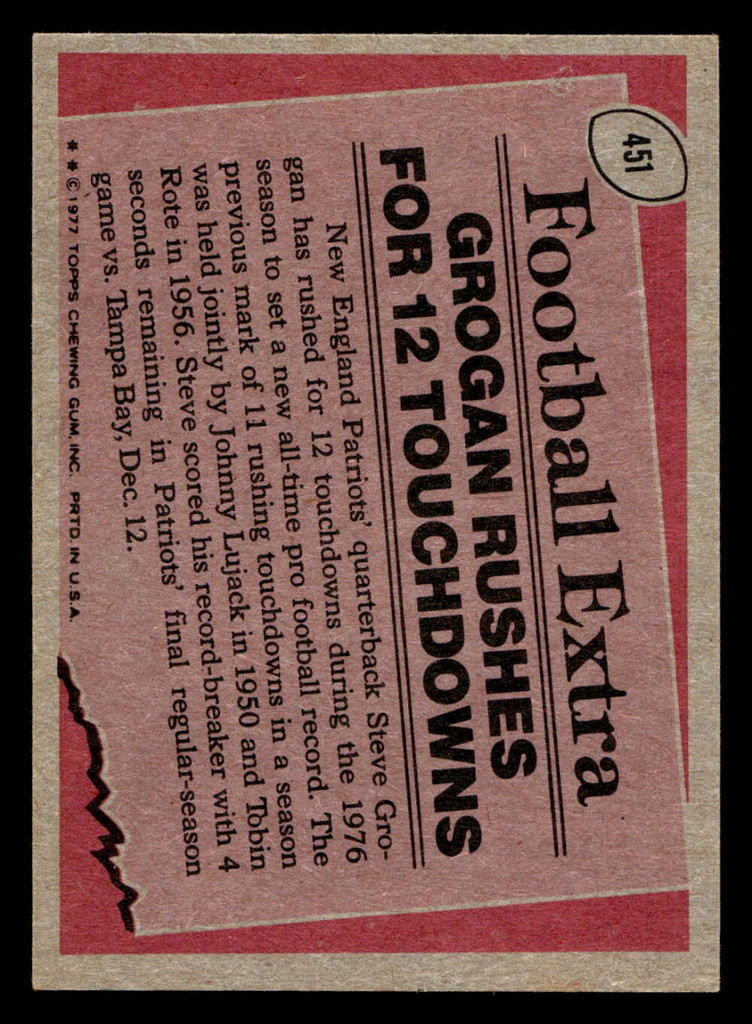 451
Football Extra
GROGAN RUSHES
FOR 12 TOUCHDOWNS
New England Patriots' quarterback Steve Gro-
gan has rushed for 12 touchdowns during the 1976
season to set a new all-time pro football record. The
previous mark of 11 rushing touchdowns in a season
was held jointly by Johnny Lujack in 1950 and Tobin
Rote in 1956. Steve scored his record-breaker with 4
seconds remaining in Patriots' final regular-season
game vs. Tampa Bay, Dec. 12.
* * © 1977 TOPPS CHEWING GUM, INC. PRTD. IN U.S.A.